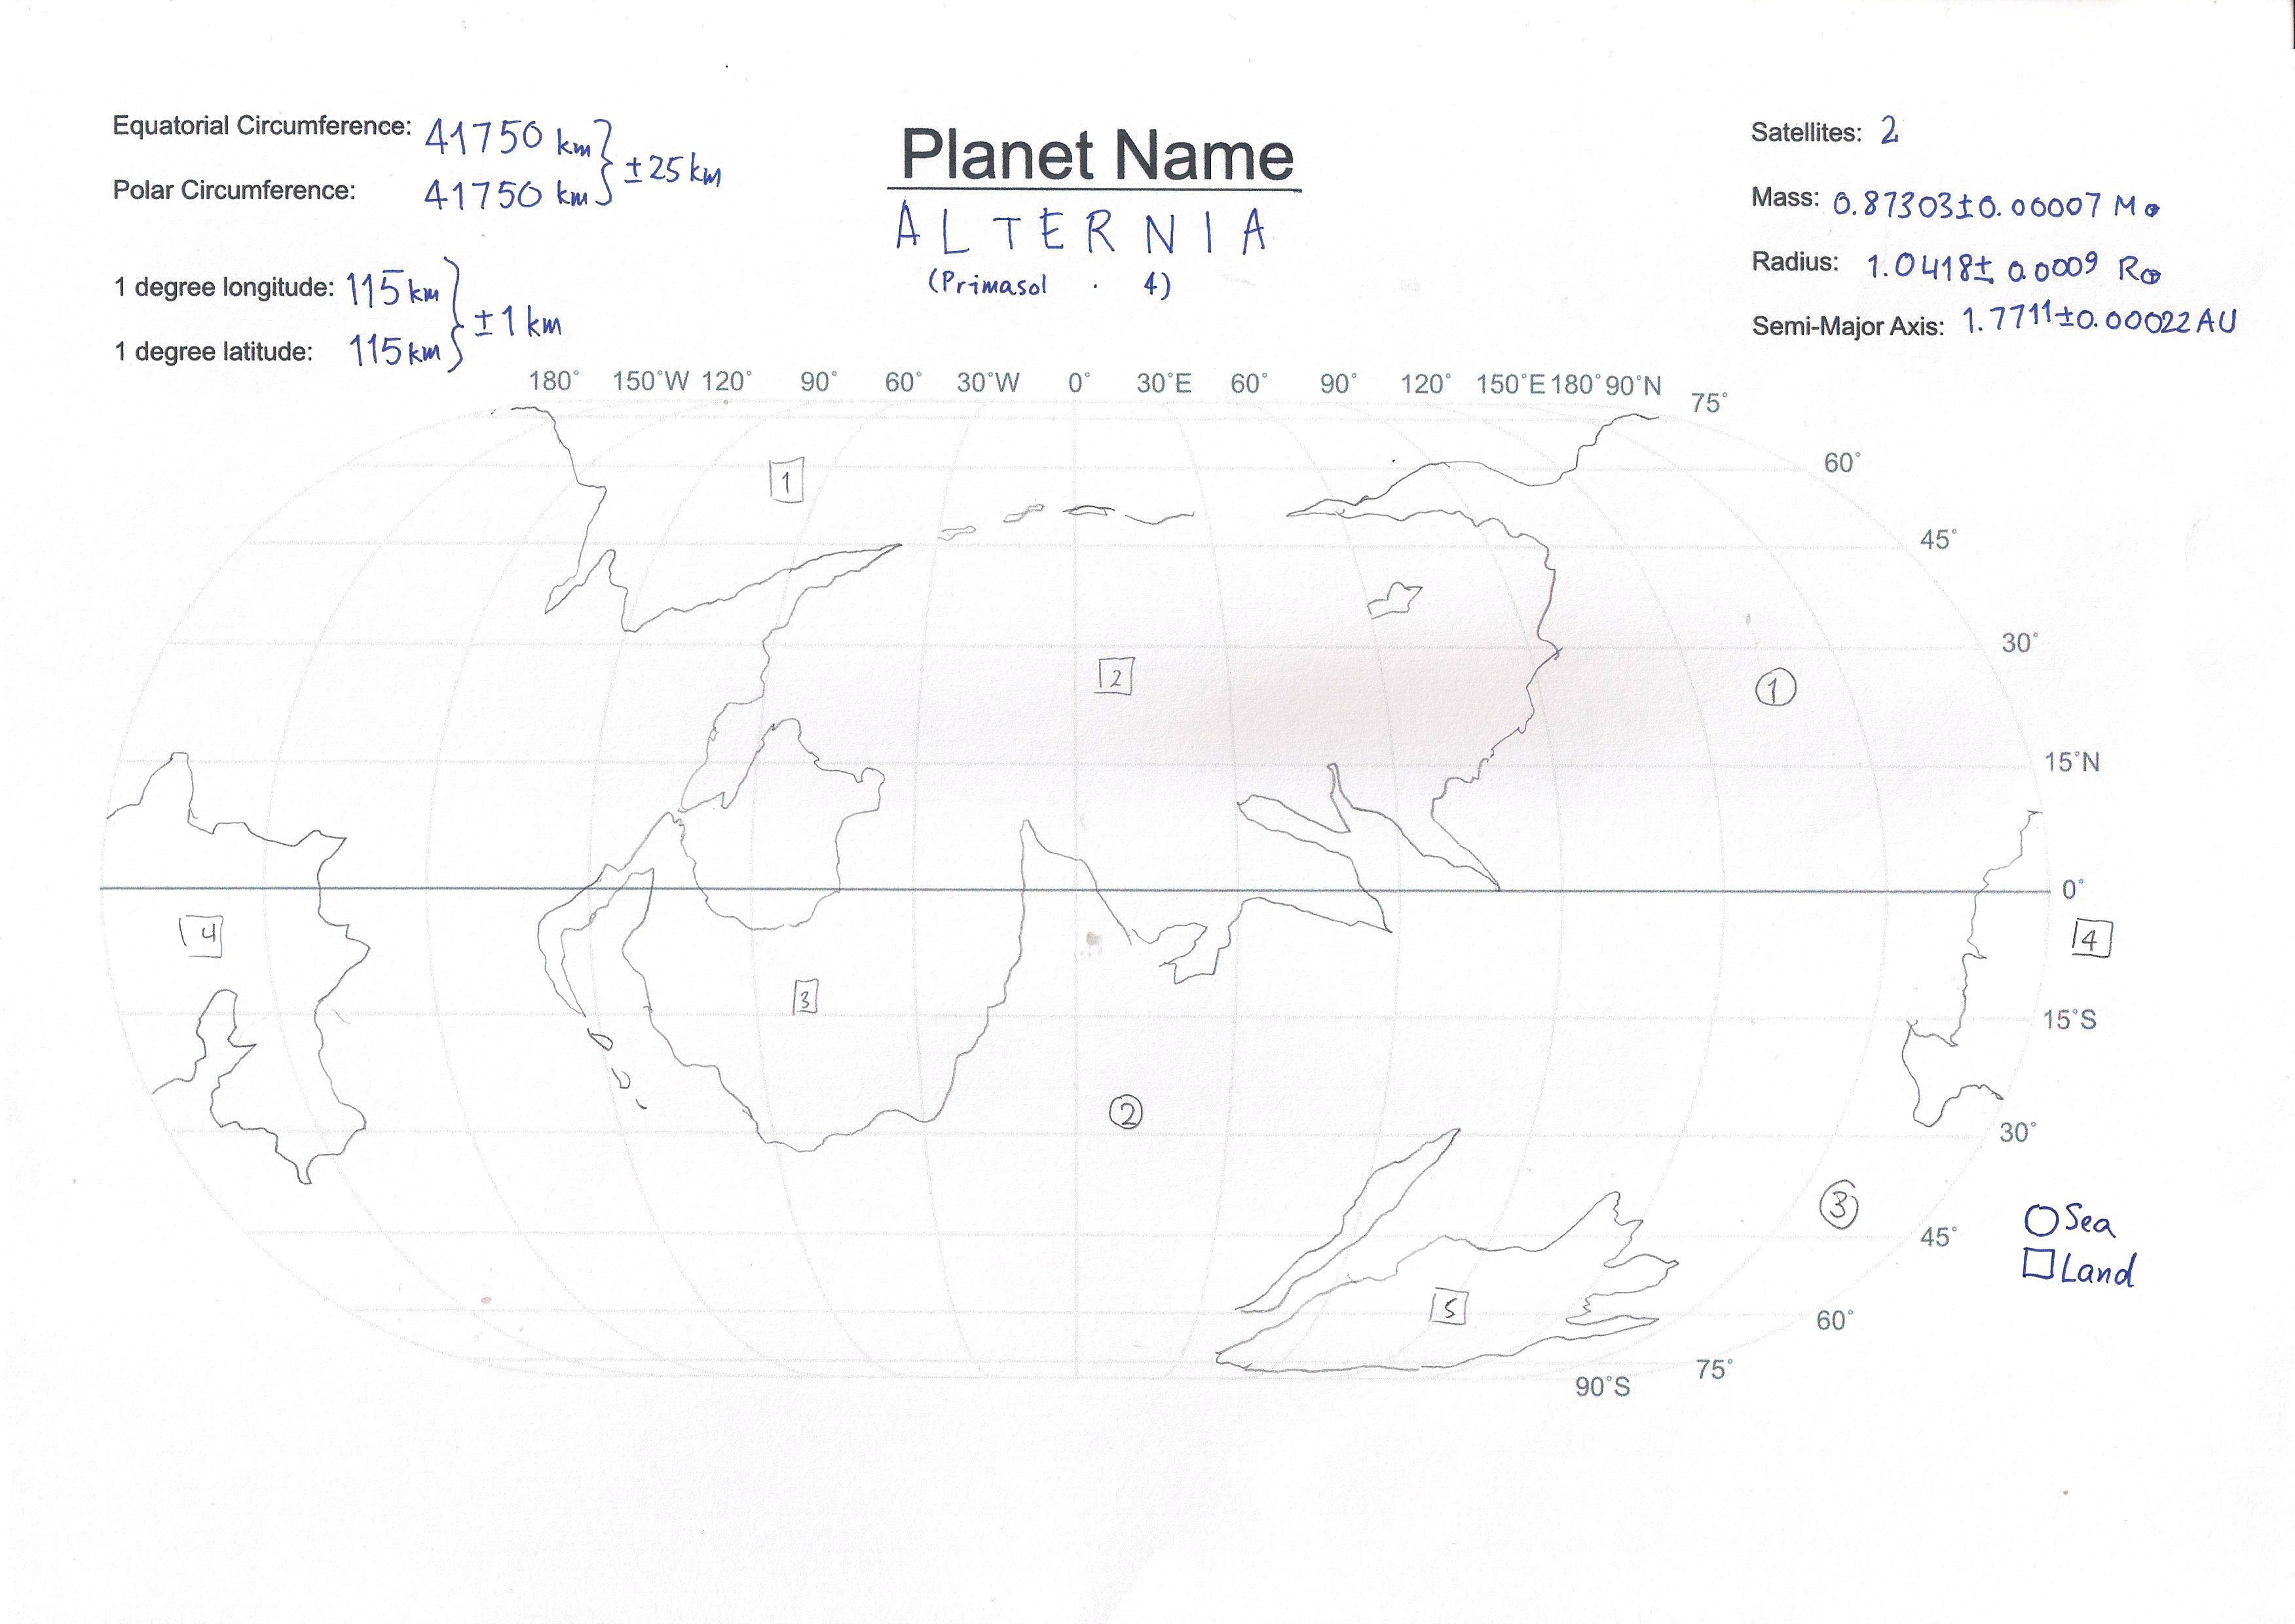 Planet Name
ALTERNIA
(Primasol · 4)
Equatorial Circumference: 41750 km
Polar Circumference: 41750 km
± 25 km
1 degree longitude: 115 km
1 degree latitude: 115 km
± 1 km
Satellites: 2
Mass: 0.87303±0.00007 M⊕
Radius: 1.0418± 0.0009 R⊕
Semi-Major Axis: 1.7711±0.00022 AU
180° 150°W 120° 90° 60° 30°W 0° 30°E 60° 90° 120° 150°E 180° 90°N
75°
60°
45°
30°
15°N
0°
15°S
30°
45°
60°
75°
90°S
1
2
1
4
4
3
2
3
5
Sea
Land